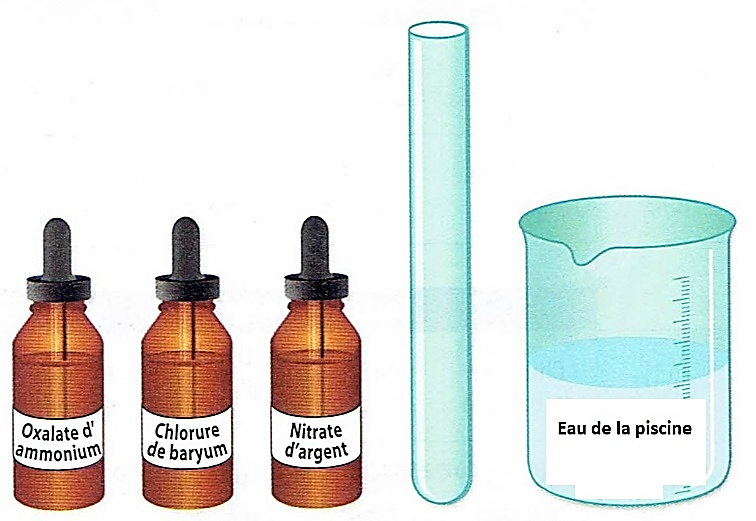 Oxalate d'
ammonium
Chlorure
de baryum
Nitrate
d'argent
Eau de la piscine